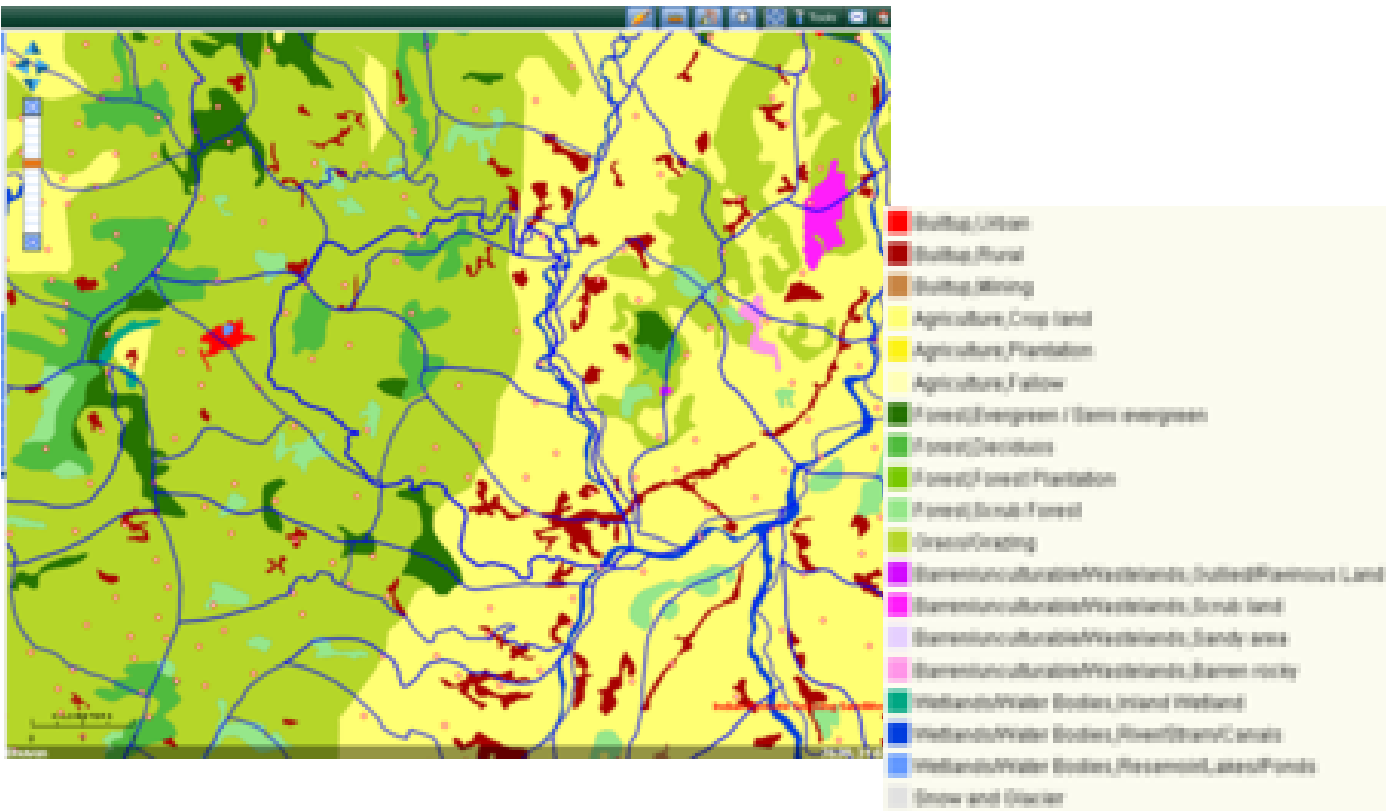 Tools
Builtup,Urban
Builtup,Rural
Builtup,Mining
Agriculture,Crop land
Agriculture,Plantation
Agriculture,Fallow
Forest,Evergreen / Semi evergreen
Forest,Deciduos
Forest,Forest Plantation
Forest,Scrub Forest
Grass/Grazing
Barren/unculturable/Wastelands,Gullied/Ravinous Land
Barren/unculturable/Wastelands,Scrub land
Barren/unculturable/Wastelands,Sandy area
Barren/unculturable/Wastelands,Barren rocky
Wetlands/Water Bodies,Inland Wetland
Wetlands/Water Bodies,River/Stram/Canals
Wetlands/Water Bodies,Reservoir/Lakes/Ponds
Snow and Glacier